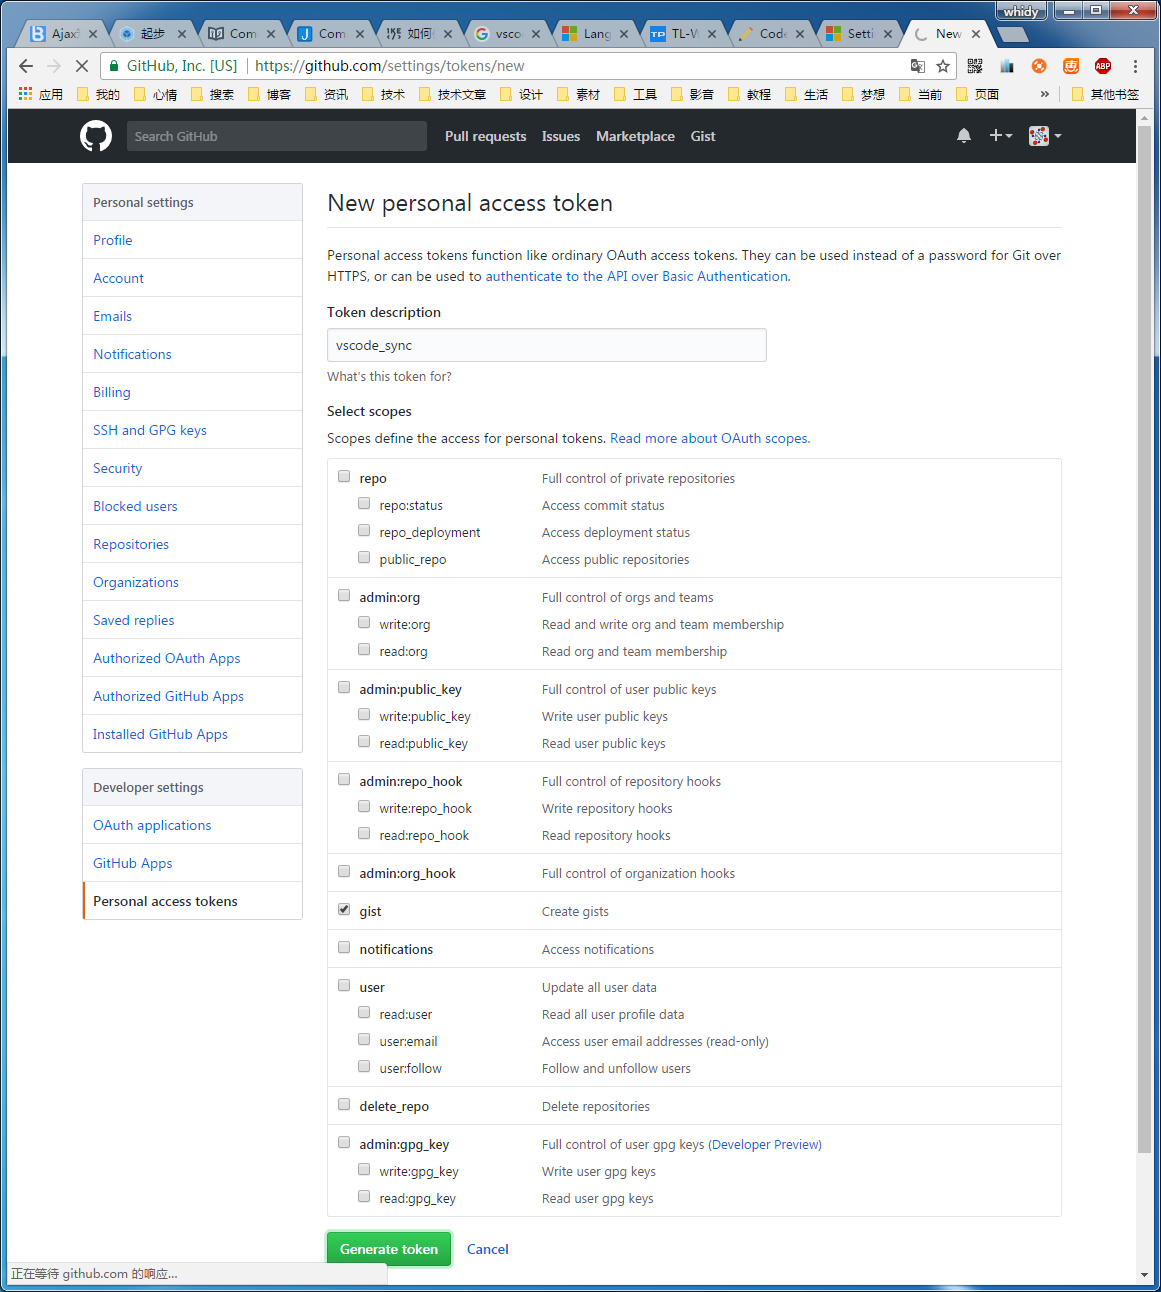 whidy
Ajax
起步
Com
Com
如何
vsco
Lang
TL-W
Code
Setti
New
GitHub, Inc. [US] https://github.com/settings/tokens/new
应用 我的 心情 搜索 博客 资讯 技术 技术文章 设计 素材 工具 影音 教程 生活 梦想 当前 页面 » 其他书签
Search GitHub Pull requests Issues Marketplace Gist
Personal settings
Profile
Account
Emails
Notifications
Billing
SSH and GPG keys
Security
Blocked users
Repositories
Organizations
Saved replies
Authorized OAuth Apps
Authorized GitHub Apps
Installed GitHub Apps
Developer settings
OAuth applications
GitHub Apps
Personal access tokens
New personal access token
Personal access tokens function like ordinary OAuth access tokens. They can be used instead of a password for Git over
HTTPS, or can be used to authenticate to the API over Basic Authentication.
Token description
vscode_sync
What's this token for?
Select scopes
Scopes define the access for personal tokens. Read more about OAuth scopes.
repo Full control of private repositories
repo:status Access commit status
repo_deployment Access deployment status
public_repo Access public repositories
admin:org Full control of orgs and teams
write:org Read and write org and team membership
read:org Read org and team membership
admin:public_key Full control of user public keys
write:public_key Write user public keys
read:public_key Read user public keys
admin:repo_hook Full control of repository hooks
write:repo_hook Write repository hooks
read:repo_hook Read repository hooks
admin:org_hook Full control of organization hooks
gist Create gists
notifications Access notifications
user Update all user data
read:user Read all user profile data
user:email Access user email addresses (read-only)
user:follow Follow and unfollow users
delete_repo Delete repositories
admin:gpg_key Full control of user gpg keys (Developer Preview)
write:gpg_key Write user gpg keys
read:gpg_key Read user gpg keys
Generate token Cancel
正在等待 github.com 的响应...